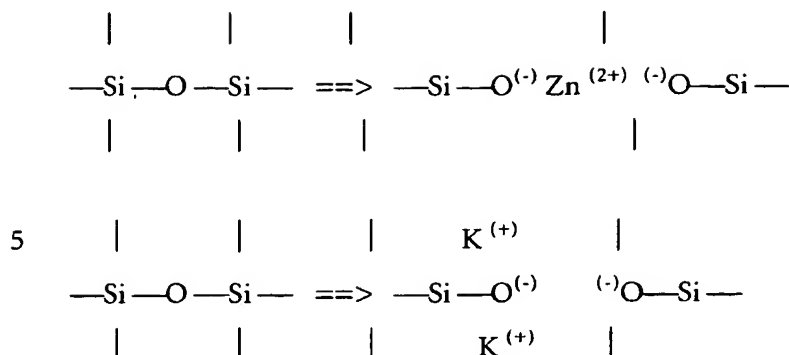 —Si—O—Si— ==> —Si—O(-) Zn (2+) (-)O—Si—
5 K (+)
—Si—O—Si— ==> —Si—O(-) (-)O—Si—
K (+)